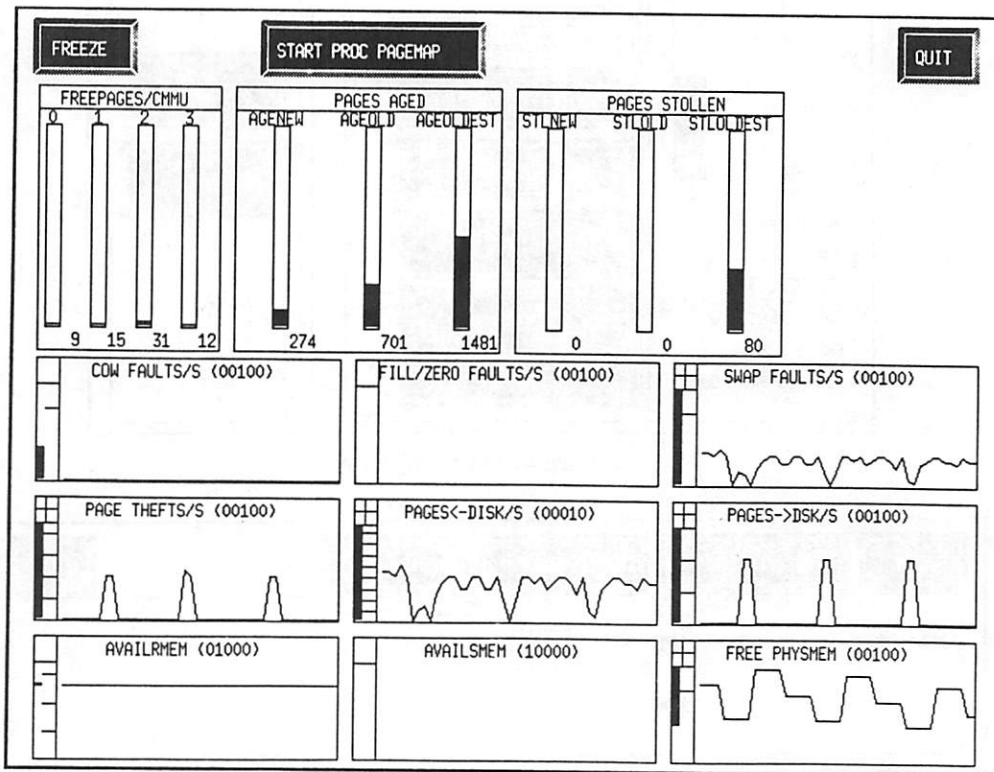 FREEZE
START PROC PAGEMAP
QUIT
FREEPAGES/CMMU
0 1 2 3
9 15 31 12
PAGES AGED
AGENEW AGEOLD AGEOLDEST
274 701 1481
PAGES STOLLEN
STLNEW STLOLD STLOLDEST
0 0 80
COW FAULTS/S (00100)
FILL/ZERO FAULTS/S (00100)
SWAP FAULTS/S (00100)
PAGE THEFTS/S (00100)
PAGES<-DISK/S (00010)
PAGES->DSK/S (00100)
AVAILRMEM (01000)
AVAILSMEM (10000)
FREE PHYSMEM (00100)